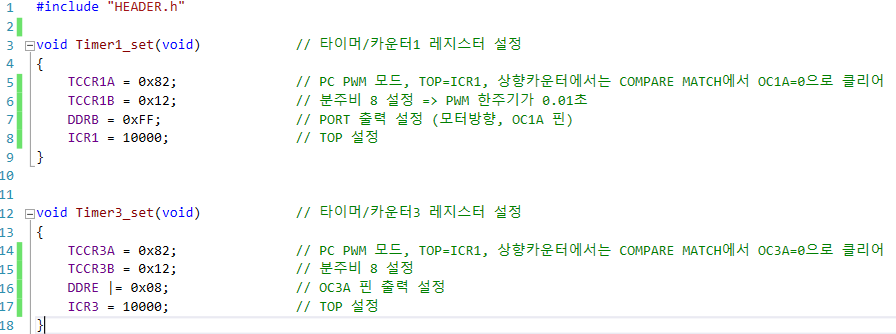 1 #include "HEADER.h"
2
3 void Timer1_set(void) // 타이머/카운터1 레지스터 설정
4 {
5 TCCR1A = 0x82; // PC PWM 모드, TOP=ICR1, 상향카운터에서는 COMPARE MATCH에서 OC1A=0으로 클리어
6 TCCR1B = 0x12; // 분주비 8 설정 => PWM 한주기가 0.01초
7 DDRB = 0xFF; // PORT 출력 설정 (모터방향, OC1A 핀)
8 ICR1 = 10000; // TOP 설정
9 }
10
11
12 void Timer3_set(void) // 타이머/카운터3 레지스터 설정
13 {
14 TCCR3A = 0x82; // PC PWM 모드, TOP=ICR1, 상향카운터에서는 COMPARE MATCH에서 OC3A=0으로 클리어
15 TCCR3B = 0x12; // 분주비 8 설정
16 DDRE |= 0x08; // OC3A 핀 출력 설정
17 ICR3 = 10000; // TOP 설정
18 }